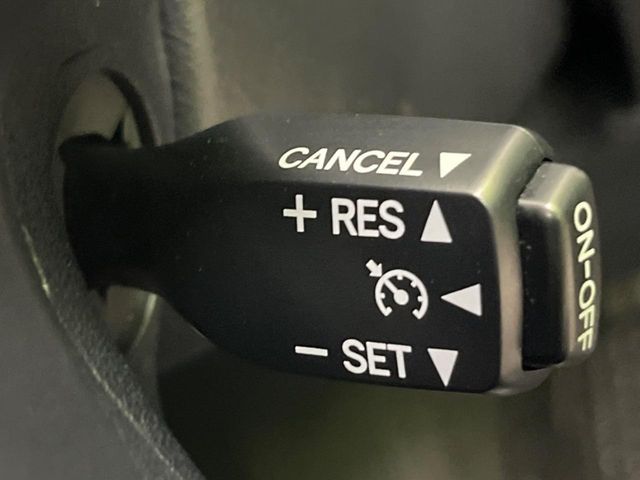 CANCEL ▼
+ RES ▲
◀
− SET ▼
ON-OFF